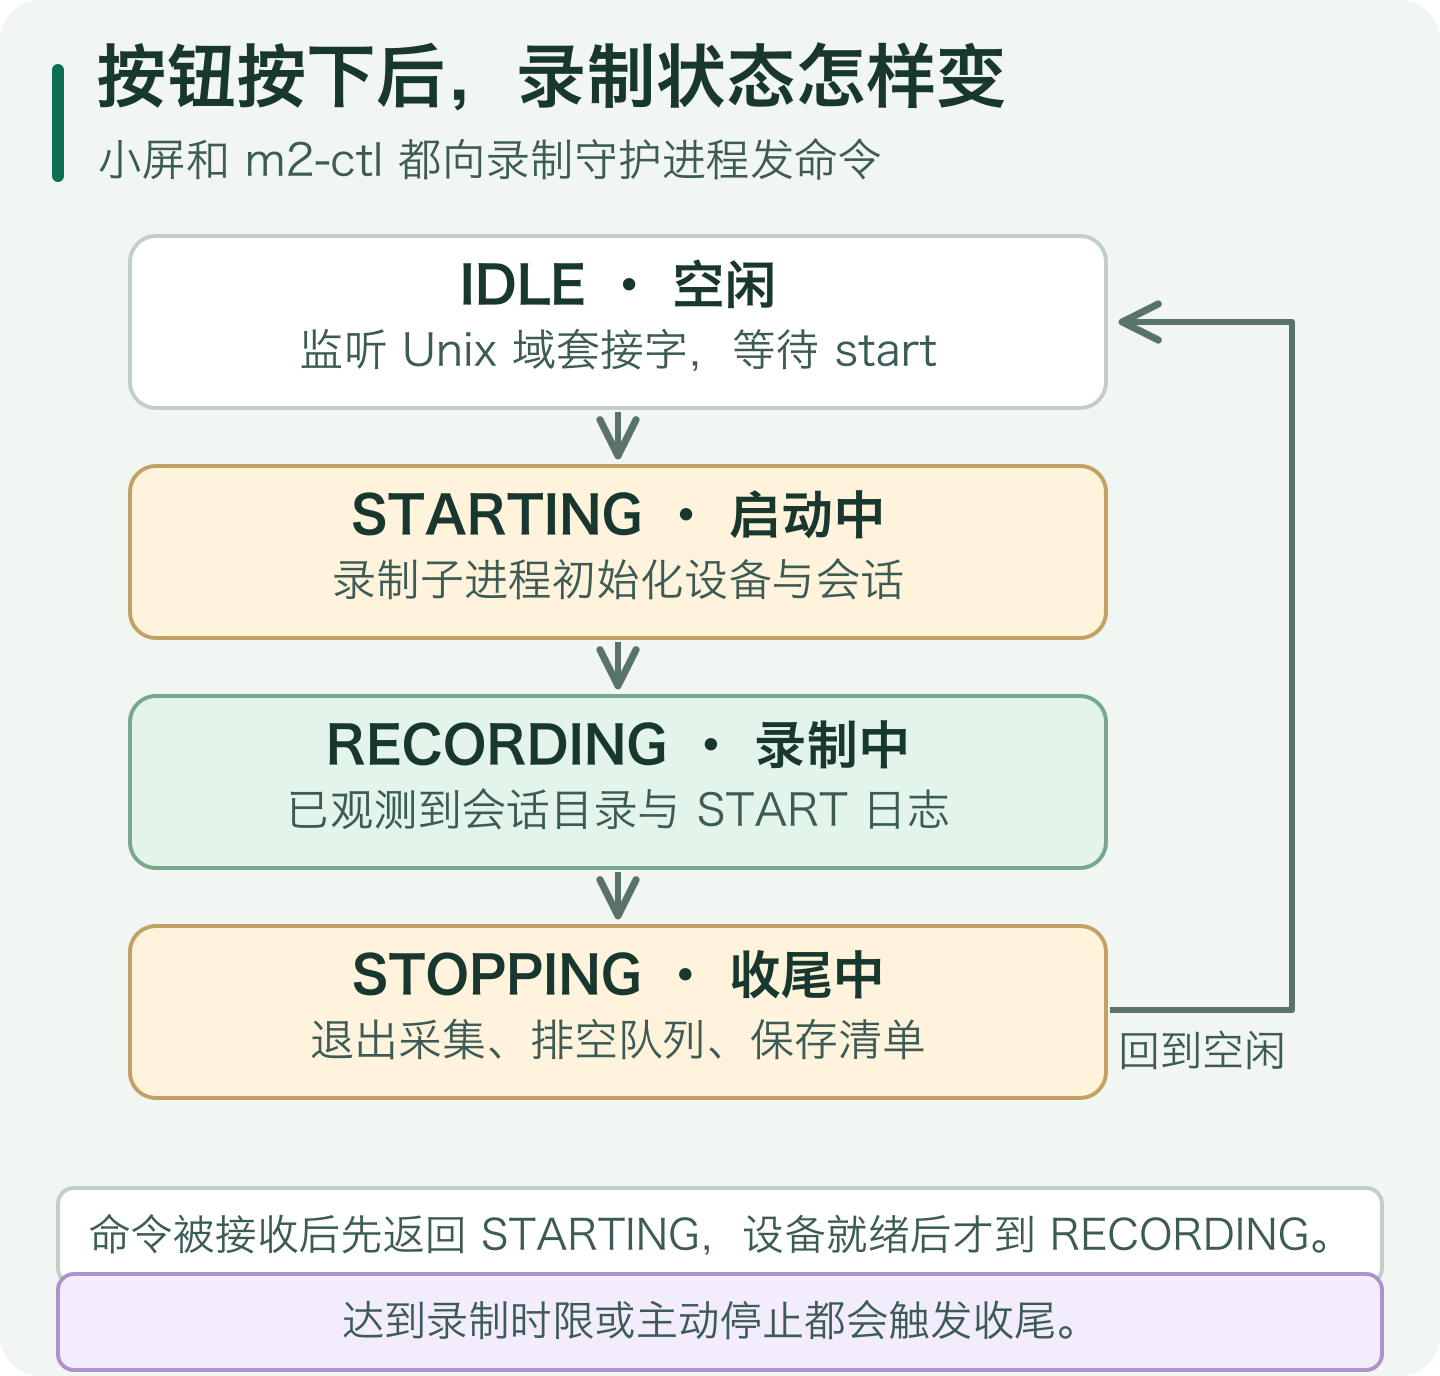 按钮按下后，录制状态怎样变
小屏和 m2-ctl 都向录制守护进程发命令
IDLE · 空闲
监听 Unix 域套接字，等待 start
STARTING · 启动中
录制子进程初始化设备与会话
RECORDING · 录制中
已观测到会话目录与 START 日志
STOPPING · 收尾中
退出采集、排空队列、保存清单
回到空闲
命令被接收后先返回 STARTING，设备就绪后才到 RECORDING。
达到录制时限或主动停止都会触发收尾。